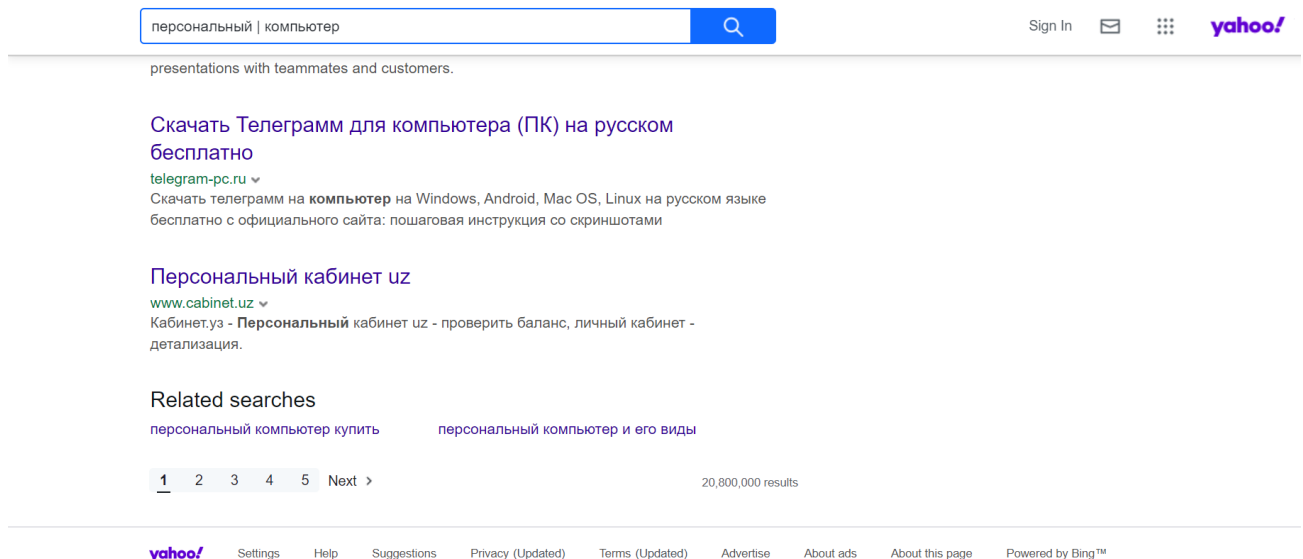 персональный | компьютер
Sign In
yahoo!
presentations with teammates and customers.
Скачать Телеграмм для компьютера (ПК) на русском
бесплатно
telegram-pc.ru
Скачать телеграмм на компьютер на Windows, Android, Mac OS, Linux на русском языке
бесплатно с официального сайта: пошаговая инструкция со скриншотами
Персональный кабинет uz
www.cabinet.uz
Кабинет.уз - Персональный кабинет uz - проверить баланс, личный кабинет -
детализация.
Related searches
персональный компьютер купить персональный компьютер и его виды
1 2 3 4 5 Next > 20,800,000 results
yahoo! Settings Help Suggestions Privacy (Updated) Terms (Updated) Advertise About ads About this page Powered by Bing™